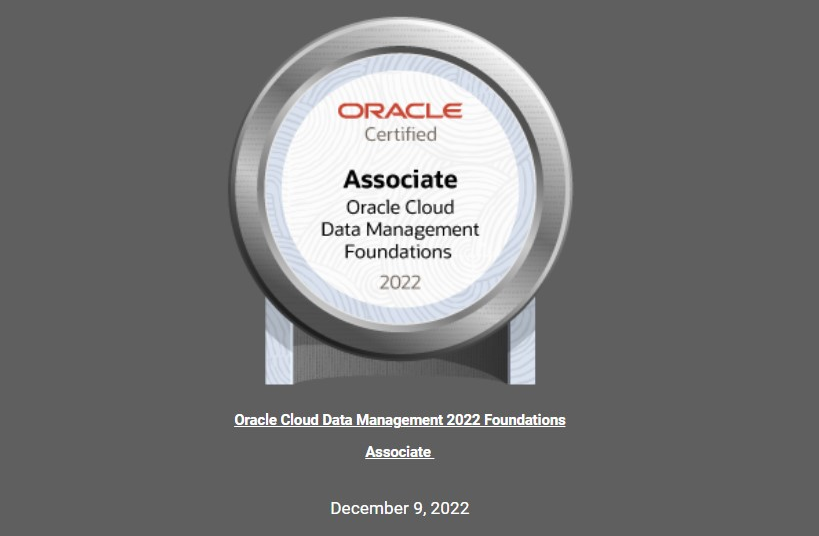 ORACLE
Certified
Associate
Oracle Cloud
Data Management
Foundations
2022
Oracle Cloud Data Management 2022 Foundations
Associate
December 9, 2022